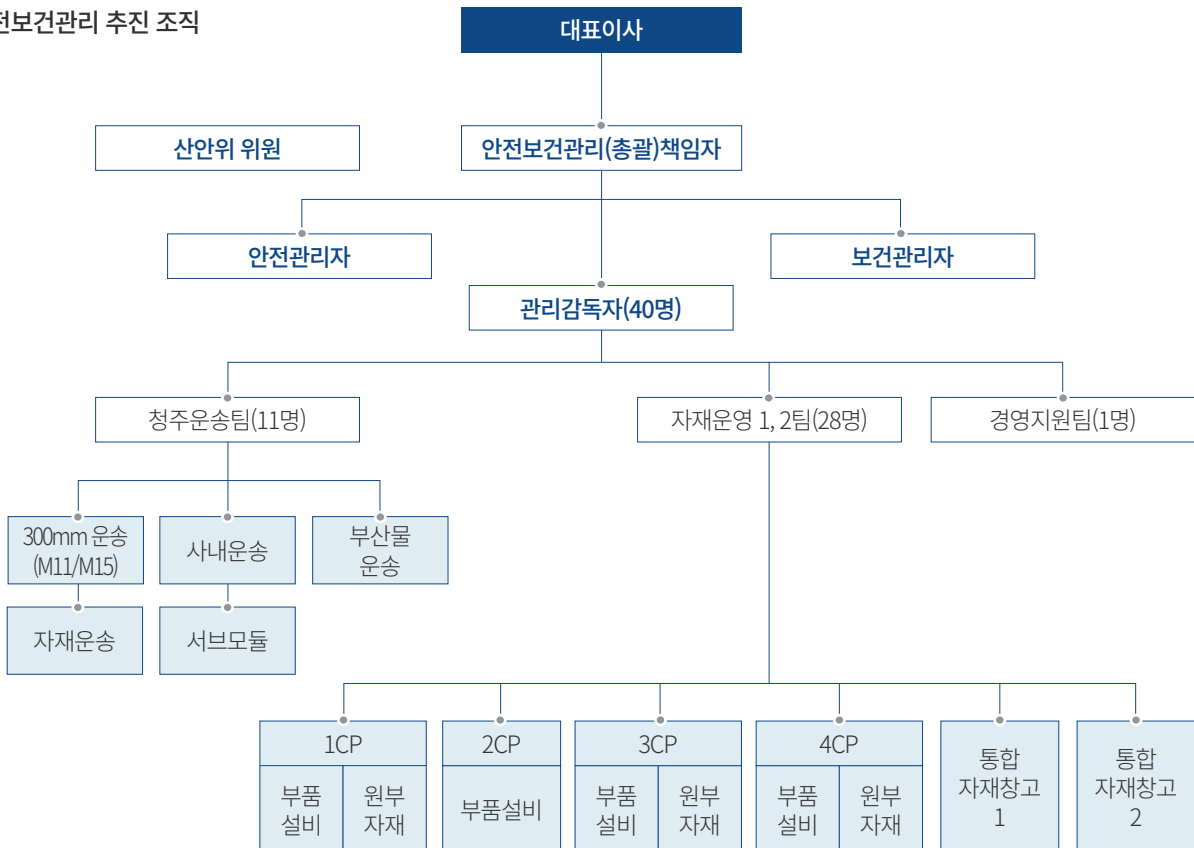 전보건관리 추진 조직
대표이사
산안위 위원
안전보건관리(총괄)책임자
안전관리자
보건관리자
관리감독자(40명)
청주운송팀(11명)
자재운영 1, 2팀(28명)
경영지원팀(1명)
300mm 운송
(M11/M15)
사내운송
부산물
운송
자재운송
서브모듈
1CP
부품
설비
원부
자재
2CP
부품설비
3CP
부품
설비
원부
자재
4CP
부품
설비
원부
자재
통합
자재창고
1
통합
자재창고
2